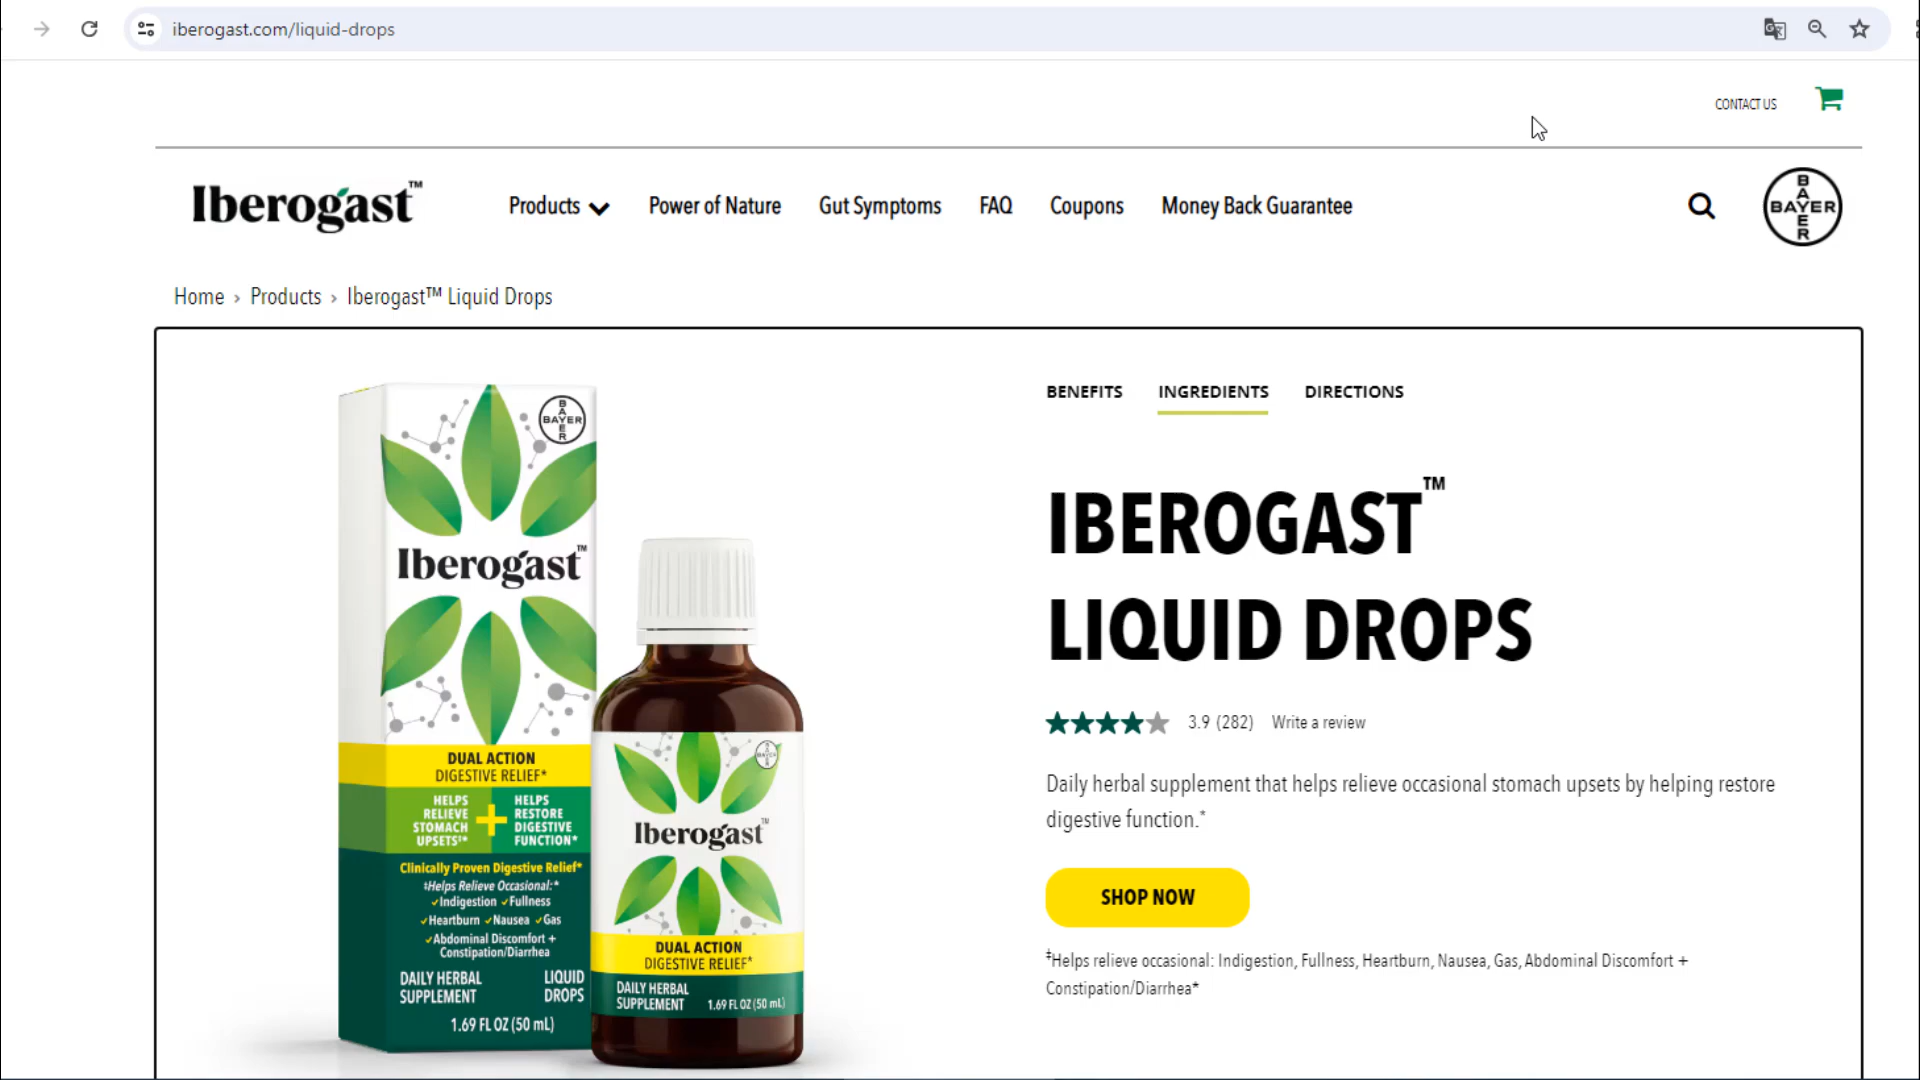 iberogast.com/liquid-drops
CONTACT US
Iberogast™
Products
Power of Nature
Gut Symptoms
FAQ
Coupons
Money Back Guarantee
BAYER
BAYER
Home › Products › Iberogast™ Liquid Drops
BENEFITS
INGREDIENTS
DIRECTIONS
IBEROGAST™
LIQUID DROPS
3.9 (282) Write a review
Daily herbal supplement that helps relieve occasional stomach upsets by helping restore
digestive function.*
SHOP NOW
‡Helps relieve occasional: Indigestion, Fullness, Heartburn, Nausea, Gas, Abdominal Discomfort +
Constipation/Diarrhea*
BAYER
BAYER
Iberogast™
DUAL ACTION
DIGESTIVE RELIEF*
HELPS
RELIEVE
STOMACH
UPSETS‡*
+
HELPS
RESTORE
DIGESTIVE
FUNCTION*
Clinically Proven Digestive Relief*
‡Helps Relieve Occasional:*
✓Indigestion ✓Fullness
✓Heartburn ✓Nausea ✓Gas
✓Abdominal Discomfort +
Constipation/Diarrhea
DAILY HERBAL
SUPPLEMENT
LIQUID
DROPS
1.69 FL OZ (50 mL)
BAYER
BAYER
Iberogast™
DUAL ACTION
DIGESTIVE RELIEF*
DAILY HERBAL
SUPPLEMENT
1.69 FL OZ (50 mL)